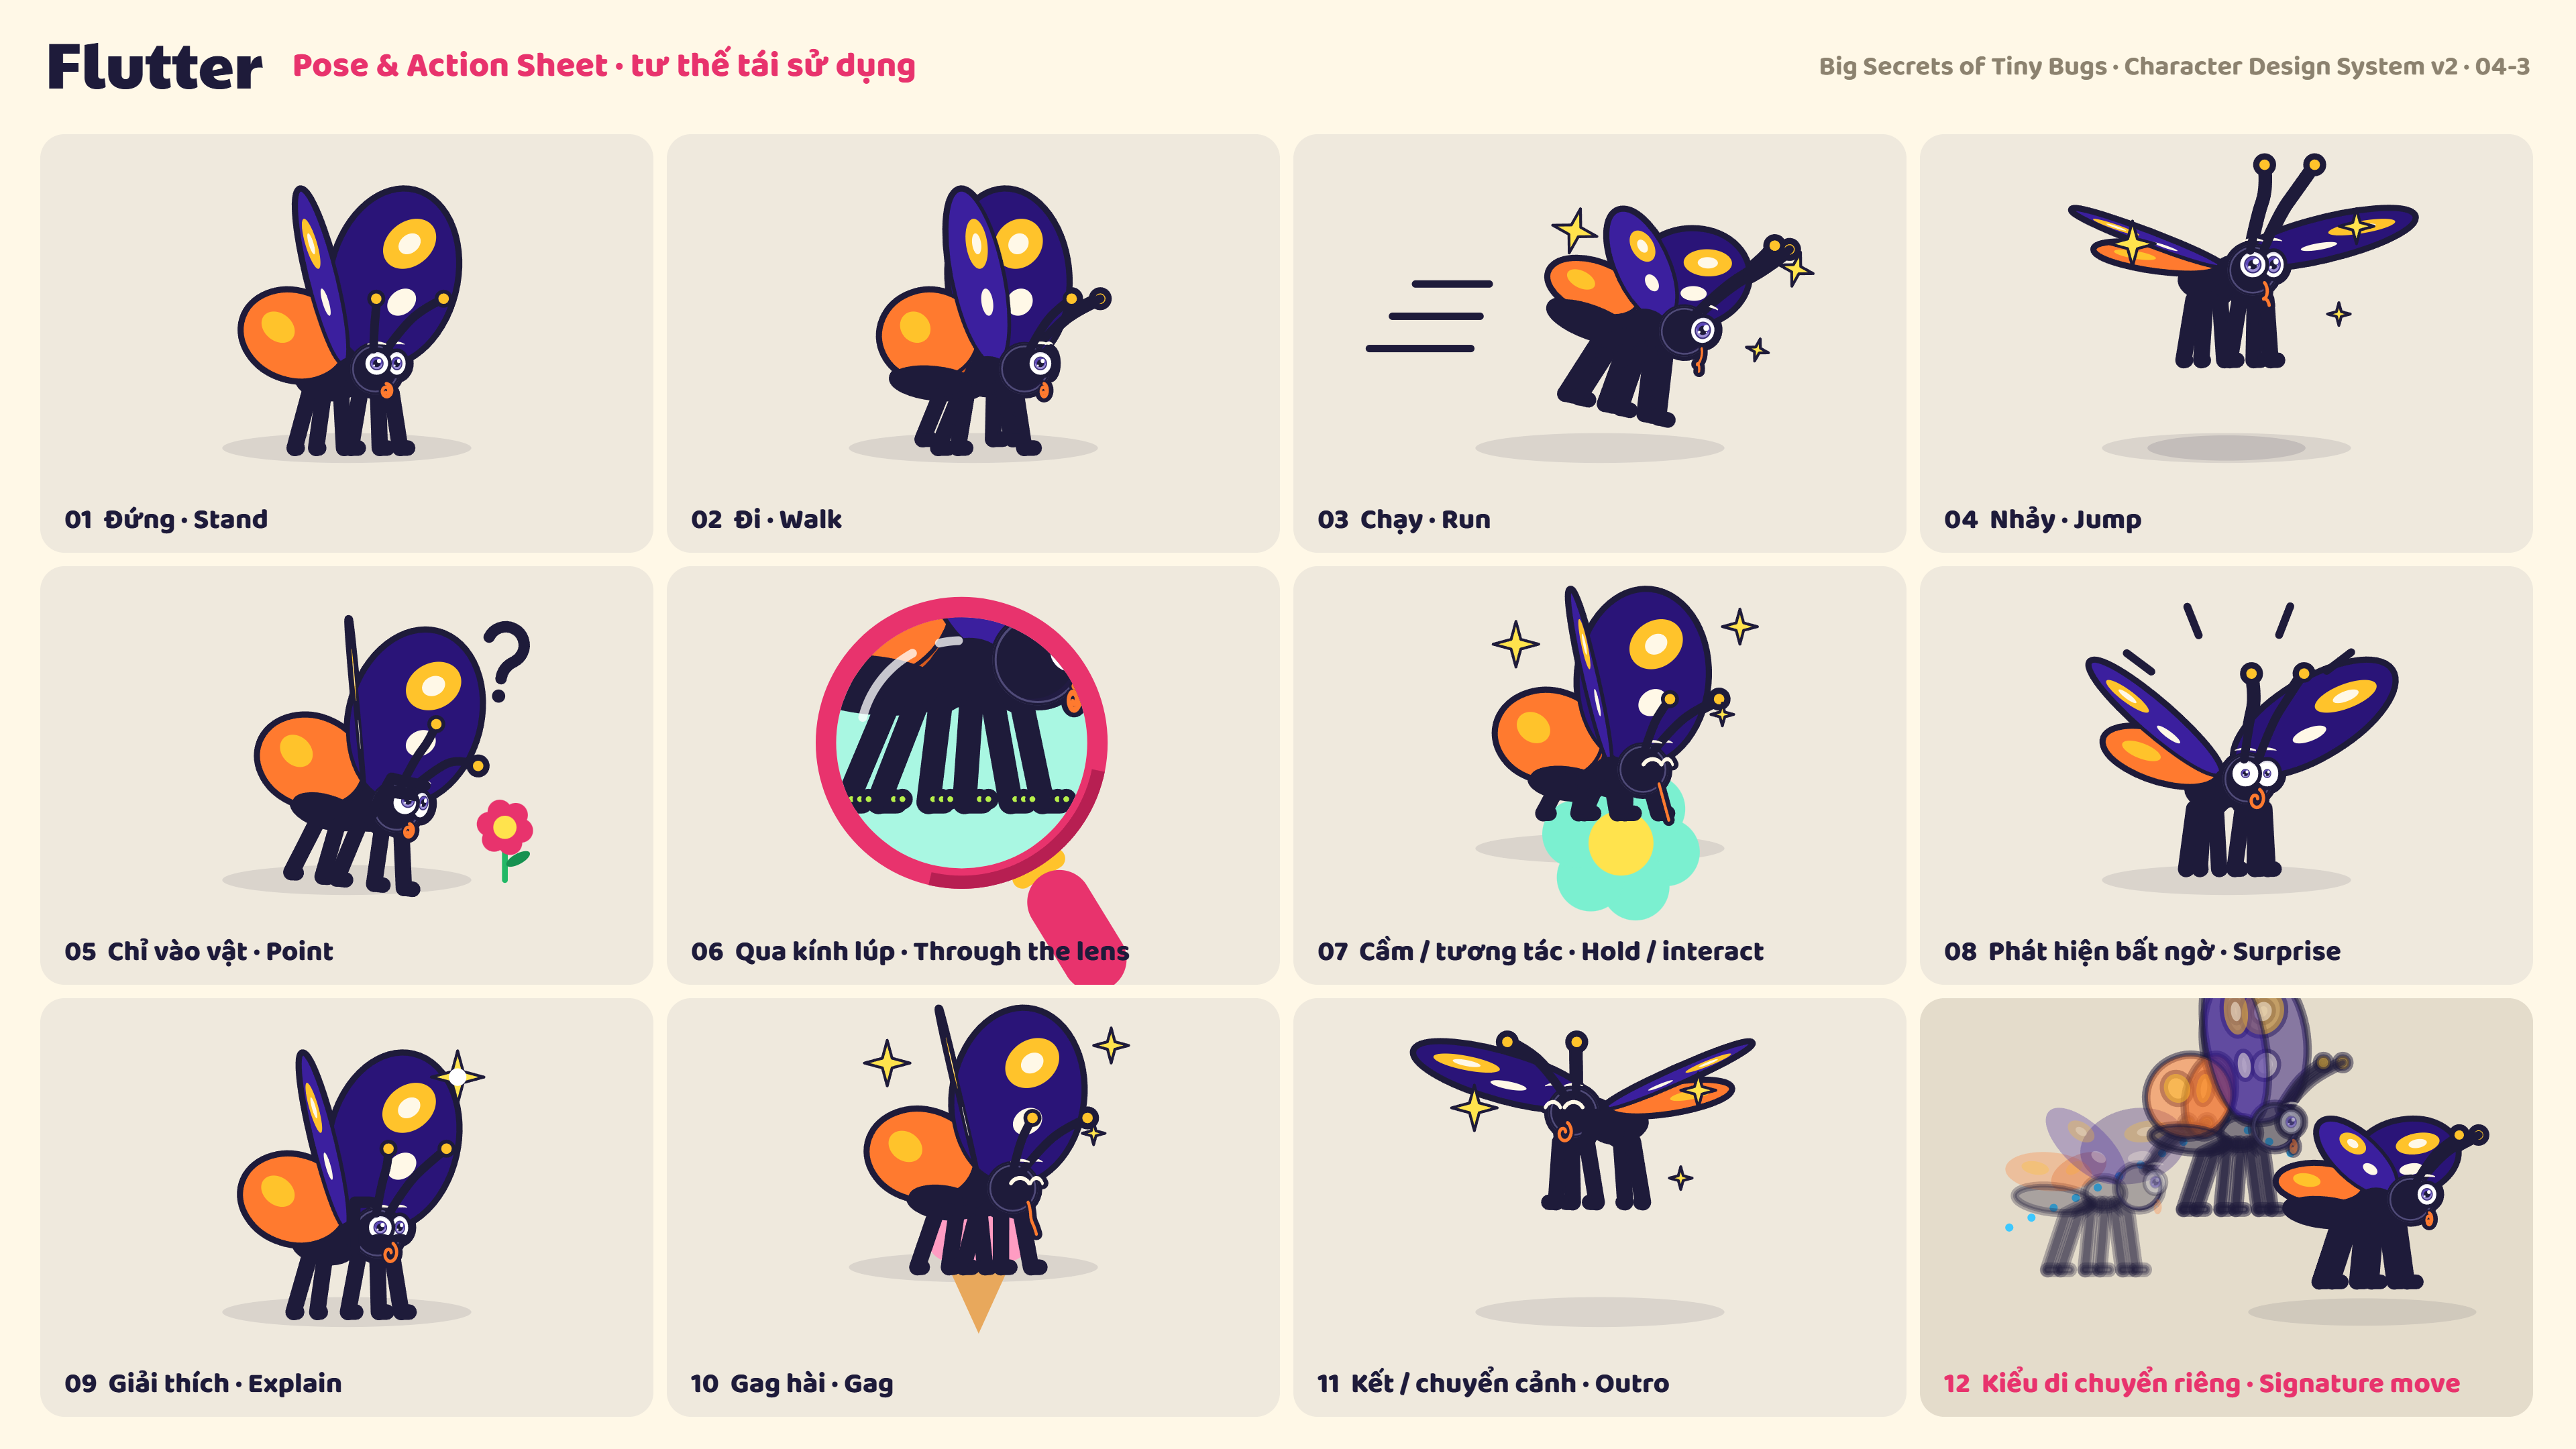 Flutter
Pose & Action Sheet · tư thế tái sử dụng
Big Secrets of Tiny Bugs · Character Design System v2 · 04-3
01 Đứng · Stand
02 Đi · Walk
03 Chạy · Run
04 Nhảy · Jump
?
05 Chỉ vào vật · Point
06 Qua kính lúp · Through the lens
07 Cầm / tương tác · Hold / interact
08 Phát hiện bất ngờ · Surprise
09 Giải thích · Explain
10 Gag hài · Gag
11 Kết / chuyển cảnh · Outro
12 Kiểu di chuyển riêng · Signature move